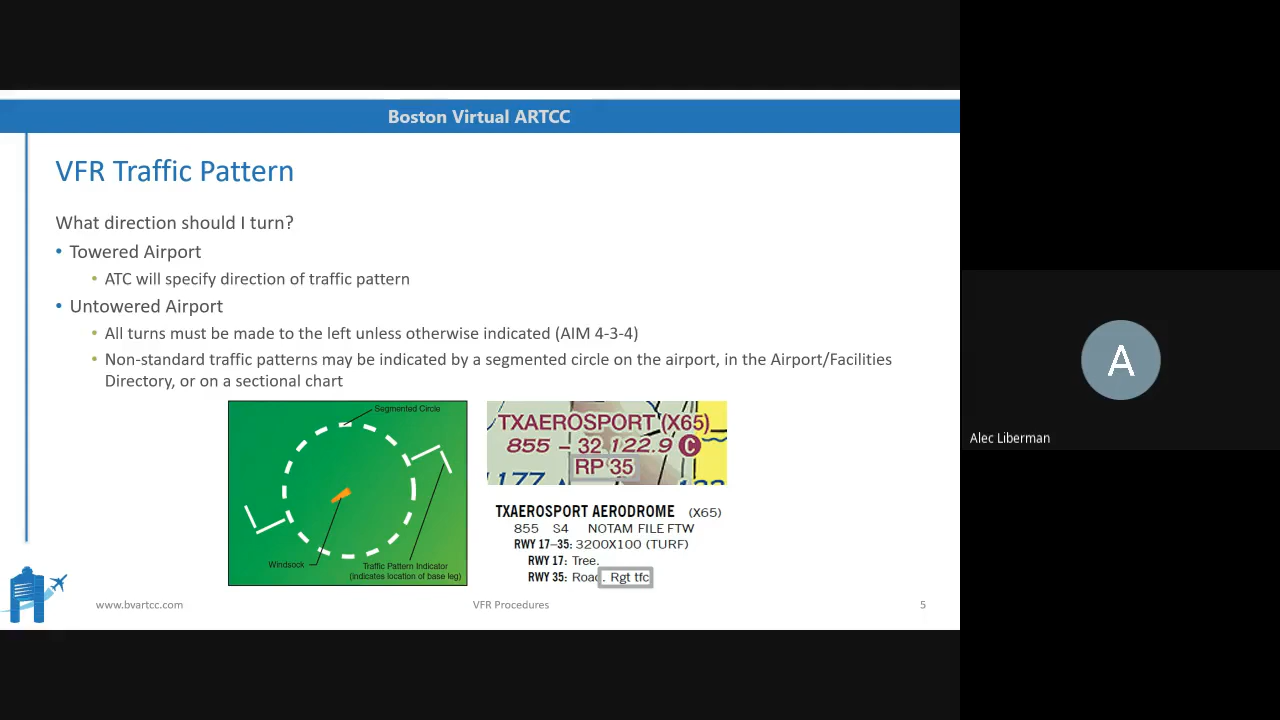 Boston Virtual ARTCC
VFR Traffic Pattern
What direction should I turn?
• Towered Airport
• ATC will specify direction of traffic pattern
• Untowered Airport
• All turns must be made to the left unless otherwise indicated (AIM 4-3-4)
• Non-standard traffic patterns may be indicated by a segmented circle on the airport, in the Airport/Facilities
Directory, or on a sectional chart
Segmented Circle
Windsock
Traffic Pattern Indicator
(indicates location of base leg)
TXAEROSPORT (X65)
855 - 32 122.9 C
RP 35
177
TXAEROSPORT AERODROME (X65)
855 S4 NOTAM FILE FTW
RWY 17-35: 3200X100 (TURF)
RWY 17: Tree.
RWY 35: Road. Rgt tfc
www.bvartcc.com
VFR Procedures
5
A
Alec Liberman